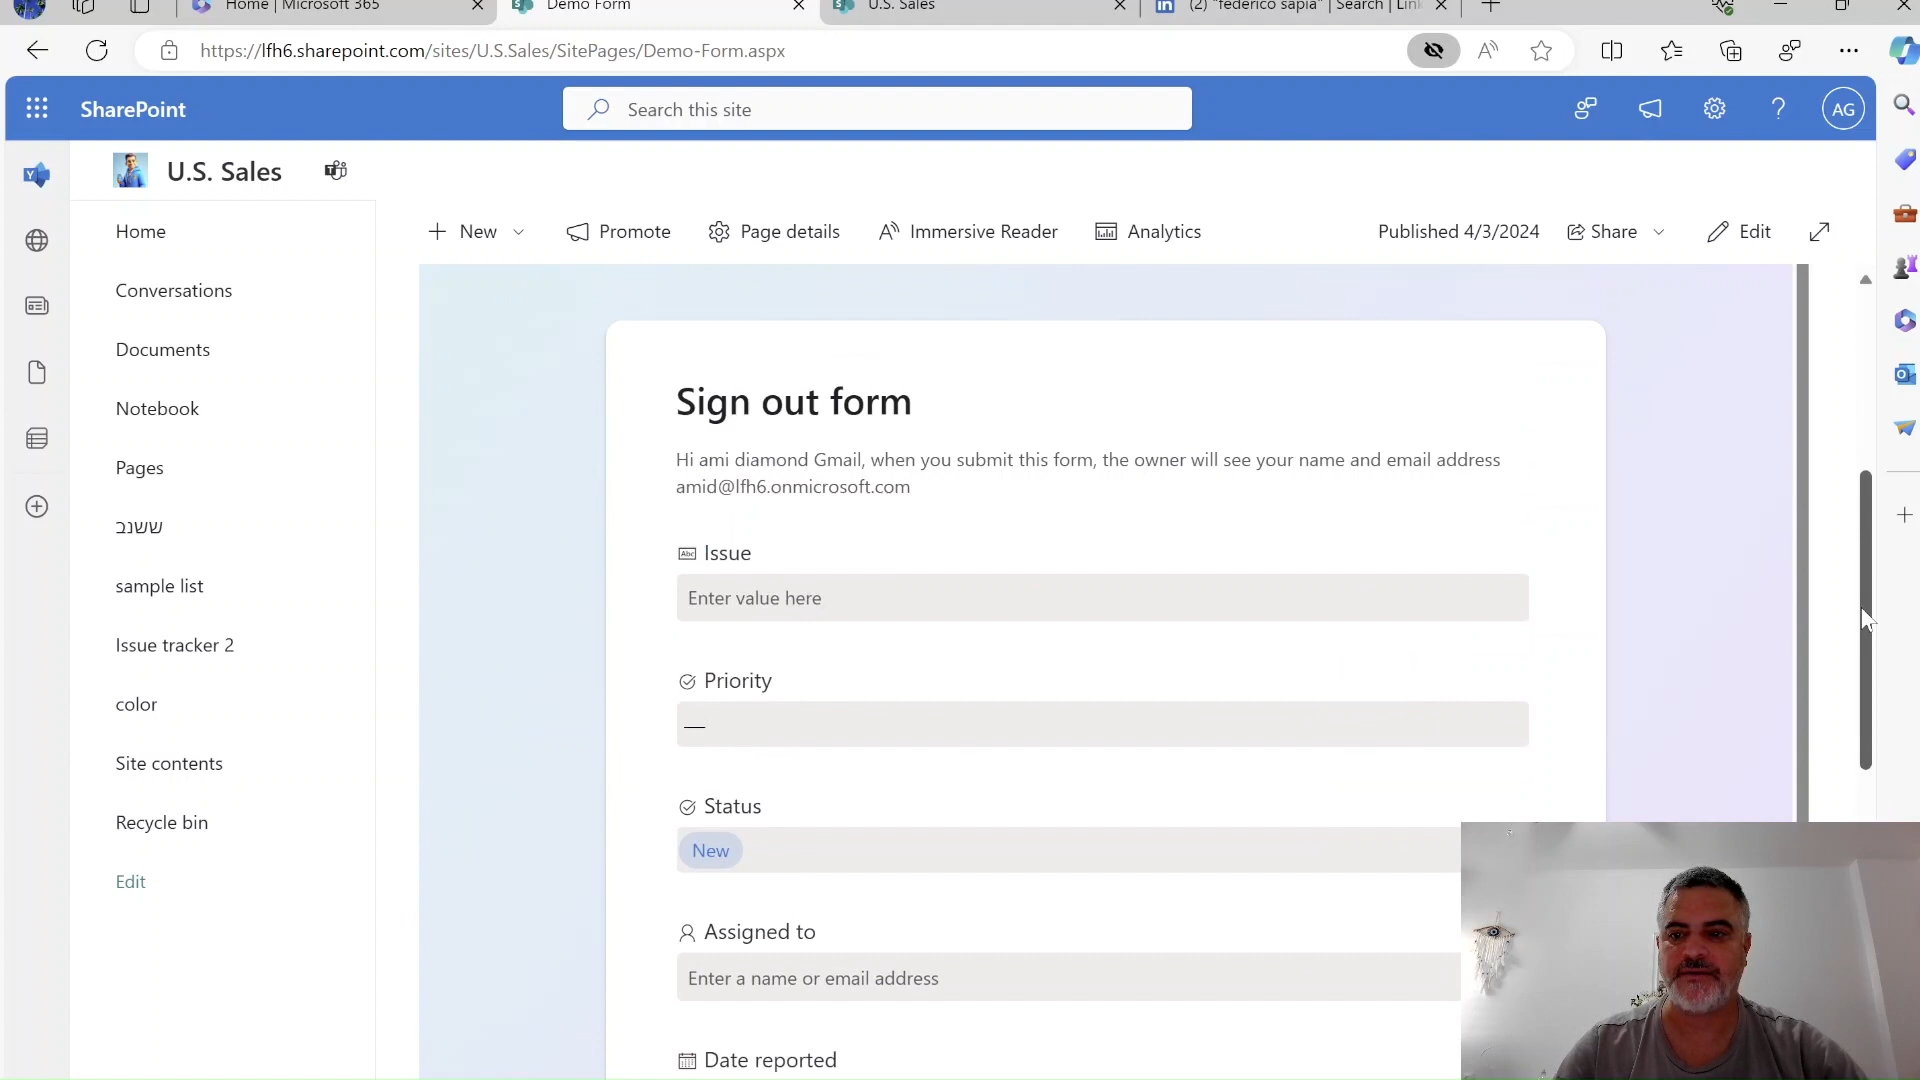 Home | Microsoft 365
Demo Form
U.S. Sales
(2) "federico sapia" | Search | Link
https://lfh6.sharepoint.com/sites/U.S.Sales/SitePages/Demo-Form.aspx
SharePoint
Search this site
AG
U.S. Sales
Home
Conversations
Documents
Notebook
Pages
ששנב
sample list
Issue tracker 2
color
Site contents
Recycle bin
Edit
New
Promote
Page details
Immersive Reader
Analytics
Published 4/3/2024
Share
Edit
Sign out form
Hi ami diamond Gmail, when you submit this form, the owner will see your name and email address
amid@lfh6.onmicrosoft.com
Issue
Enter value here
Priority
—
Status
New
Assigned to
Enter a name or email address
Date reported